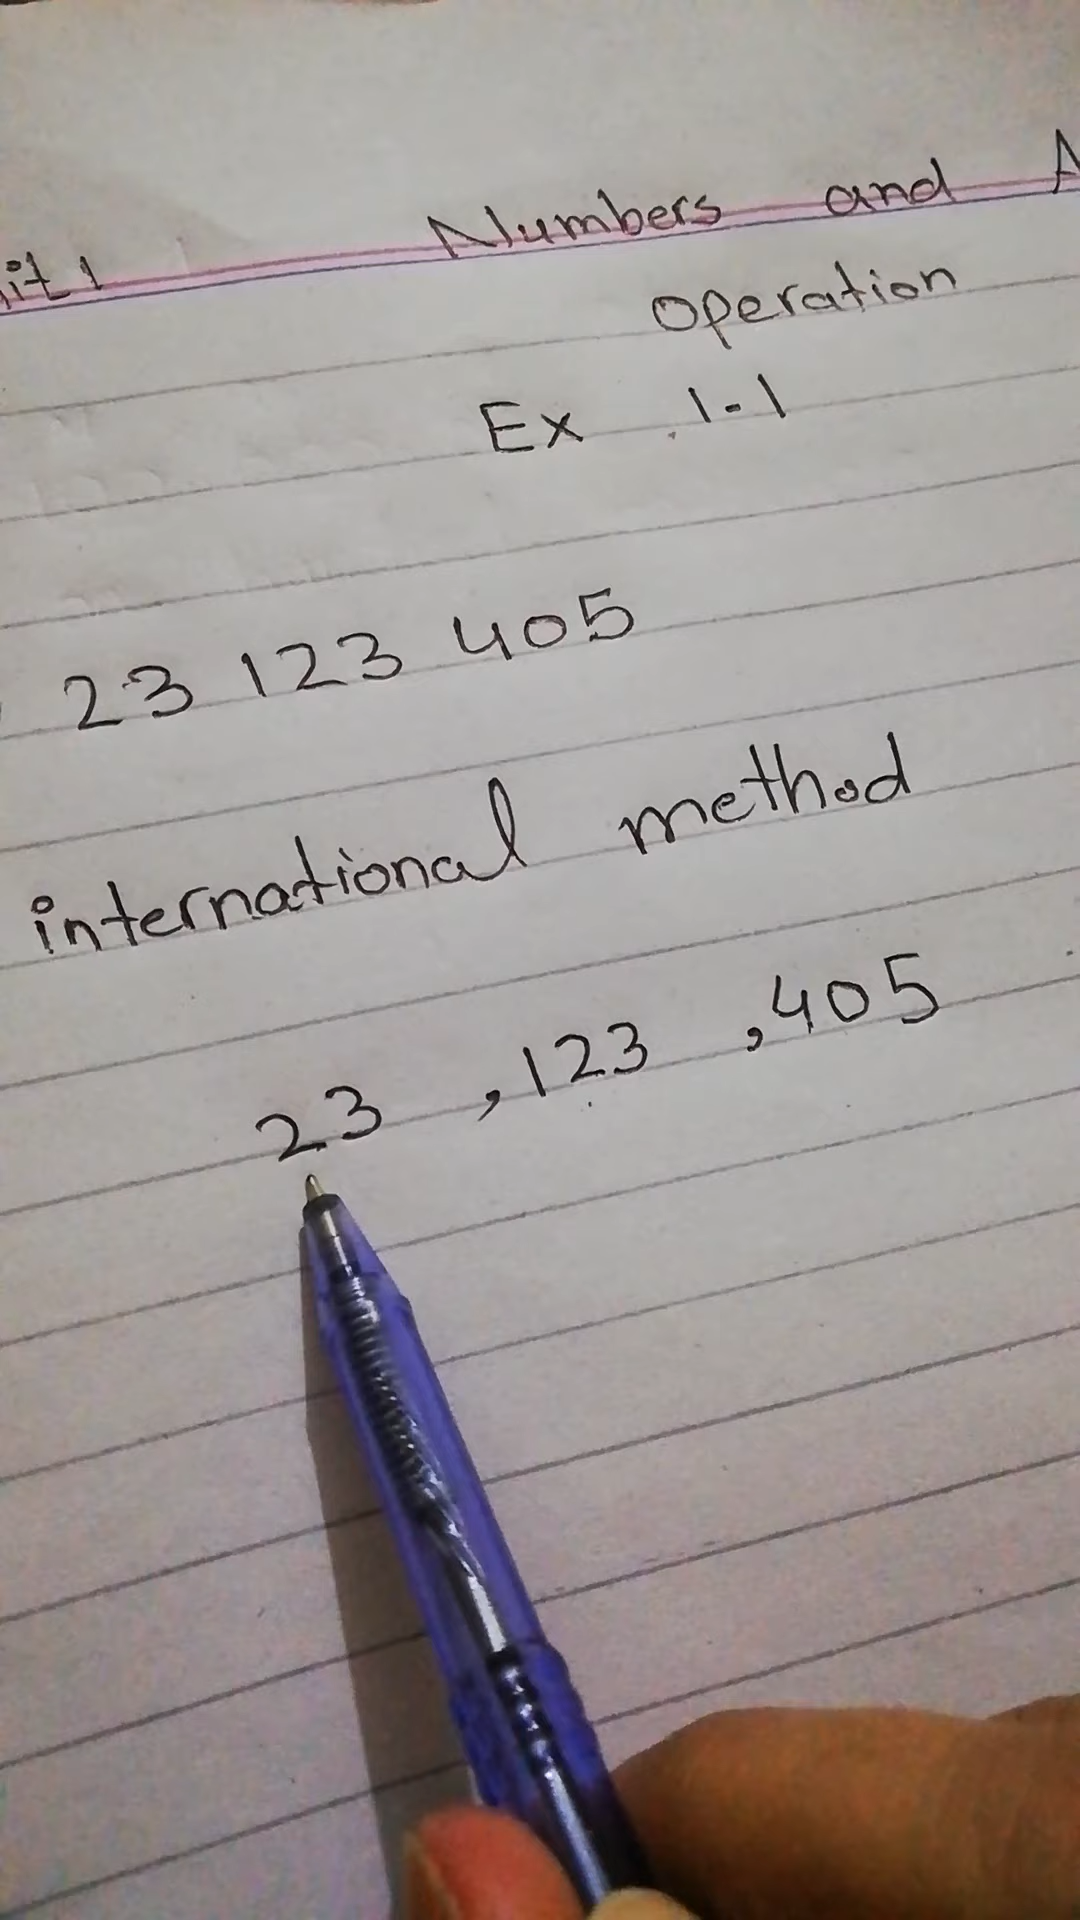 Numbers and
operation
Ex 1-1
23 123 405
international method
23 ,123 ,405